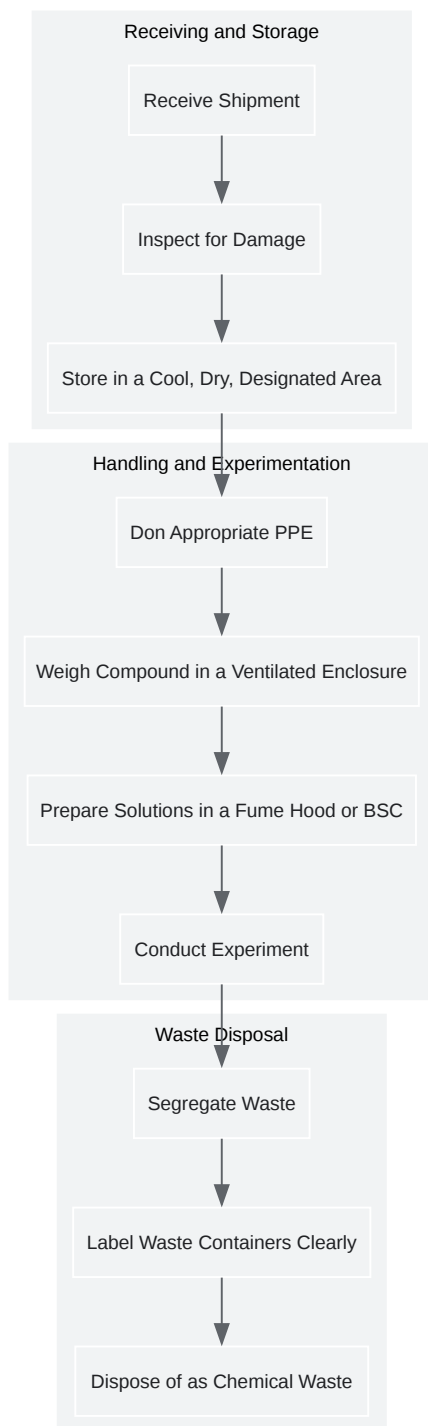 Receiving and Storage
Receive Shipment
Inspect for Damage
Store in a Cool, Dry, Designated Area
Handling and Experimentation
Don Appropriate PPE
Weigh Compound in a Ventilated Enclosure
Prepare Solutions in a Fume Hood or BSC
Conduct Experiment
Waste Disposal
Segregate Waste
Label Waste Containers Clearly
Dispose of as Chemical Waste